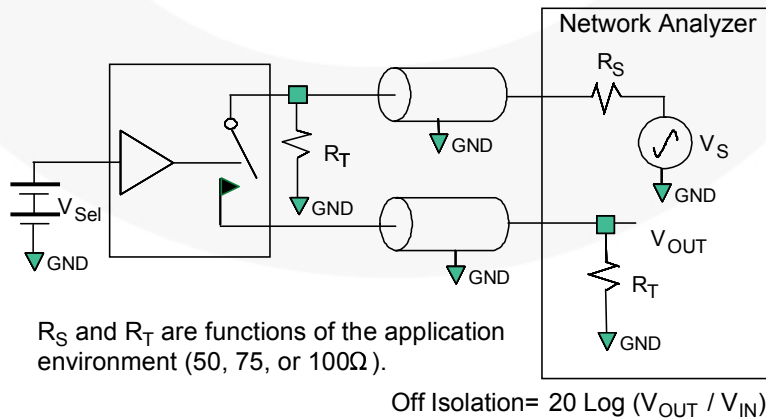 Network Analyzer
R_S
GND
V_S
GND
R_T
GND
V_Sel
GND
GND
V_OUT
R_T
GND
R_S and R_T are functions of the application
environment (50, 75, or 100Ω ).
Off Isolation= 20 Log (V_OUT / V_IN)